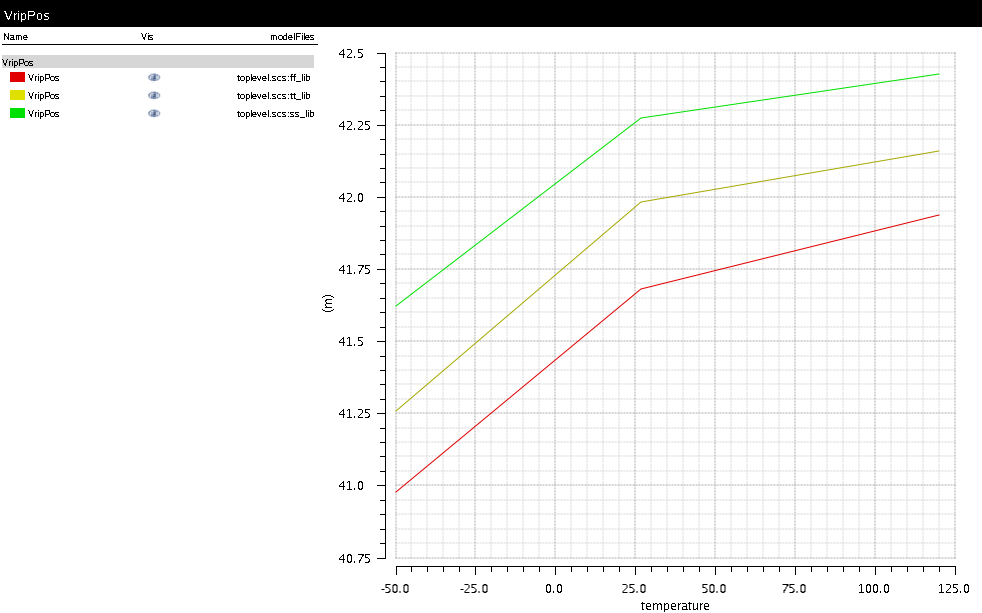 VripPos
Name Vis modelFiles
VripPos
VripPos toplevel.scs:ff_lib
VripPos toplevel.scs:tt_lib
VripPos toplevel.scs:ss_lib
42.5
42.25
42.0
41.75
(m)
41.5
41.25
41.0
40.75
-50.0 -25.0 0.0 25.0 50.0 75.0 100.0 125.0
temperature